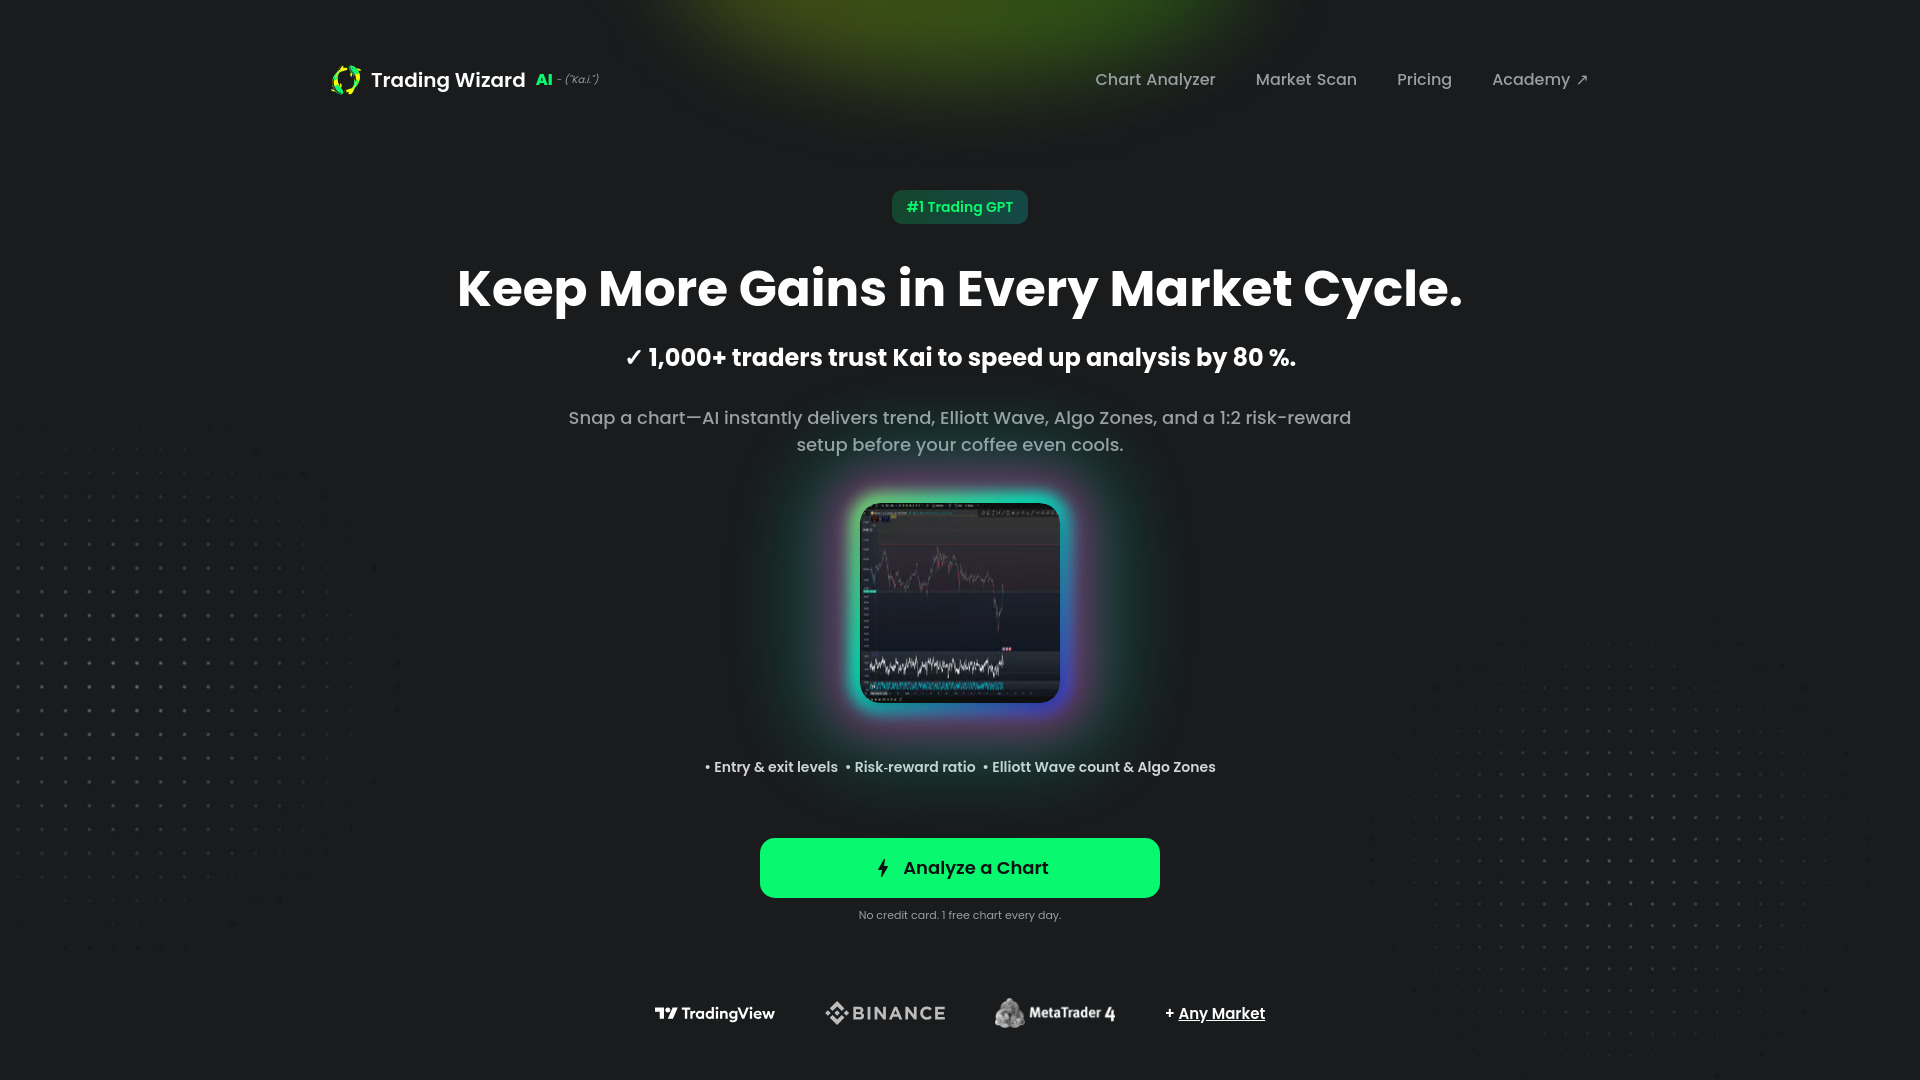 Trading Wizard AI - ("Ka.i.")
Chart Analyzer
Market Scan
Pricing
Academy ↗
#1 Trading GPT
Keep More Gains in Every Market Cycle.
✓ 1,000+ traders trust Kai to speed up analysis by 80 %.
Snap a chart—AI instantly delivers trend, Elliott Wave, Algo Zones, and a 1:2 risk-reward
setup before your coffee even cools.
• Entry & exit levels • Risk-reward ratio • Elliott Wave count & Algo Zones
Analyze a Chart
No credit card. 1 free chart every day.
TradingView
BINANCE
MetaTrader 4
+ Any Market